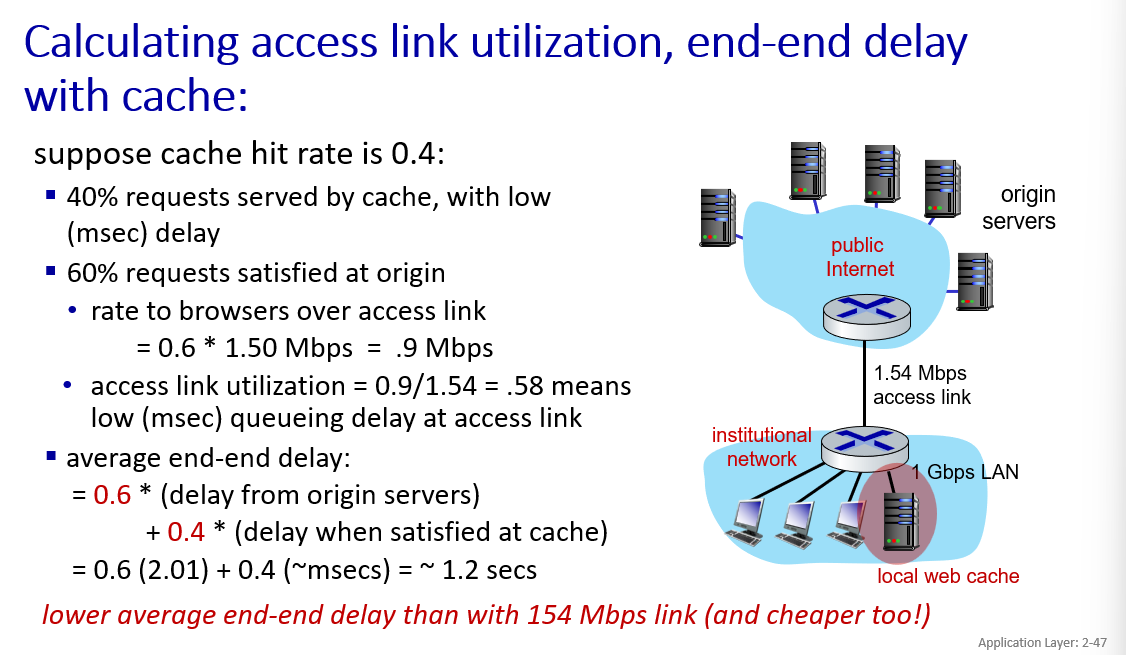 Calculating access link utilization, end-end delay
with cache:
suppose cache hit rate is 0.4:
▪ 40% requests served by cache, with low
(msec) delay
▪ 60% requests satisfied at origin
• rate to browsers over access link
= 0.6 * 1.50 Mbps = .9 Mbps
• access link utilization = 0.9/1.54 = .58 means
low (msec) queueing delay at access link
▪ average end-end delay:
= 0.6 * (delay from origin servers)
+ 0.4 * (delay when satisfied at cache)
= 0.6 (2.01) + 0.4 (~msecs) = ~ 1.2 secs
lower average end-end delay than with 154 Mbps link (and cheaper too!)
origin
servers
public
Internet
1.54 Mbps
access link
institutional
network
1 Gbps LAN
local web cache
Application Layer: 2-47